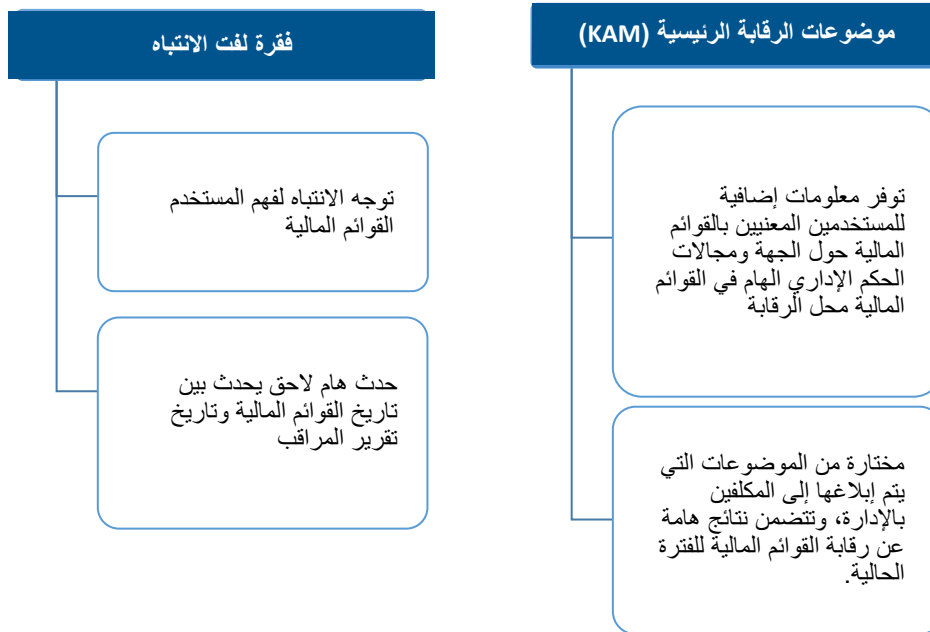 موضوعات الرقابة الرئيسية (KAM)
توفر معلومات إضافية
للمستخدمين المعنيين بالقوائم
المالية حول الجهة ومجالات
الحكم الإداري الهام في القوائم
المالية محل الرقابة
مختارة من الموضوعات التي
يتم إبلاغها إلى المكلفين
بالإدارة، وتتضمن نتائج هامة
عن رقابة القوائم المالية للفترة
الحالية.
فقرة لفت الانتباه
توجه الانتباه لفهم المستخدم
القوائم المالية
حدث هام لاحق يحدث بين
تاريخ القوائم المالية وتاريخ
تقرير المراقب